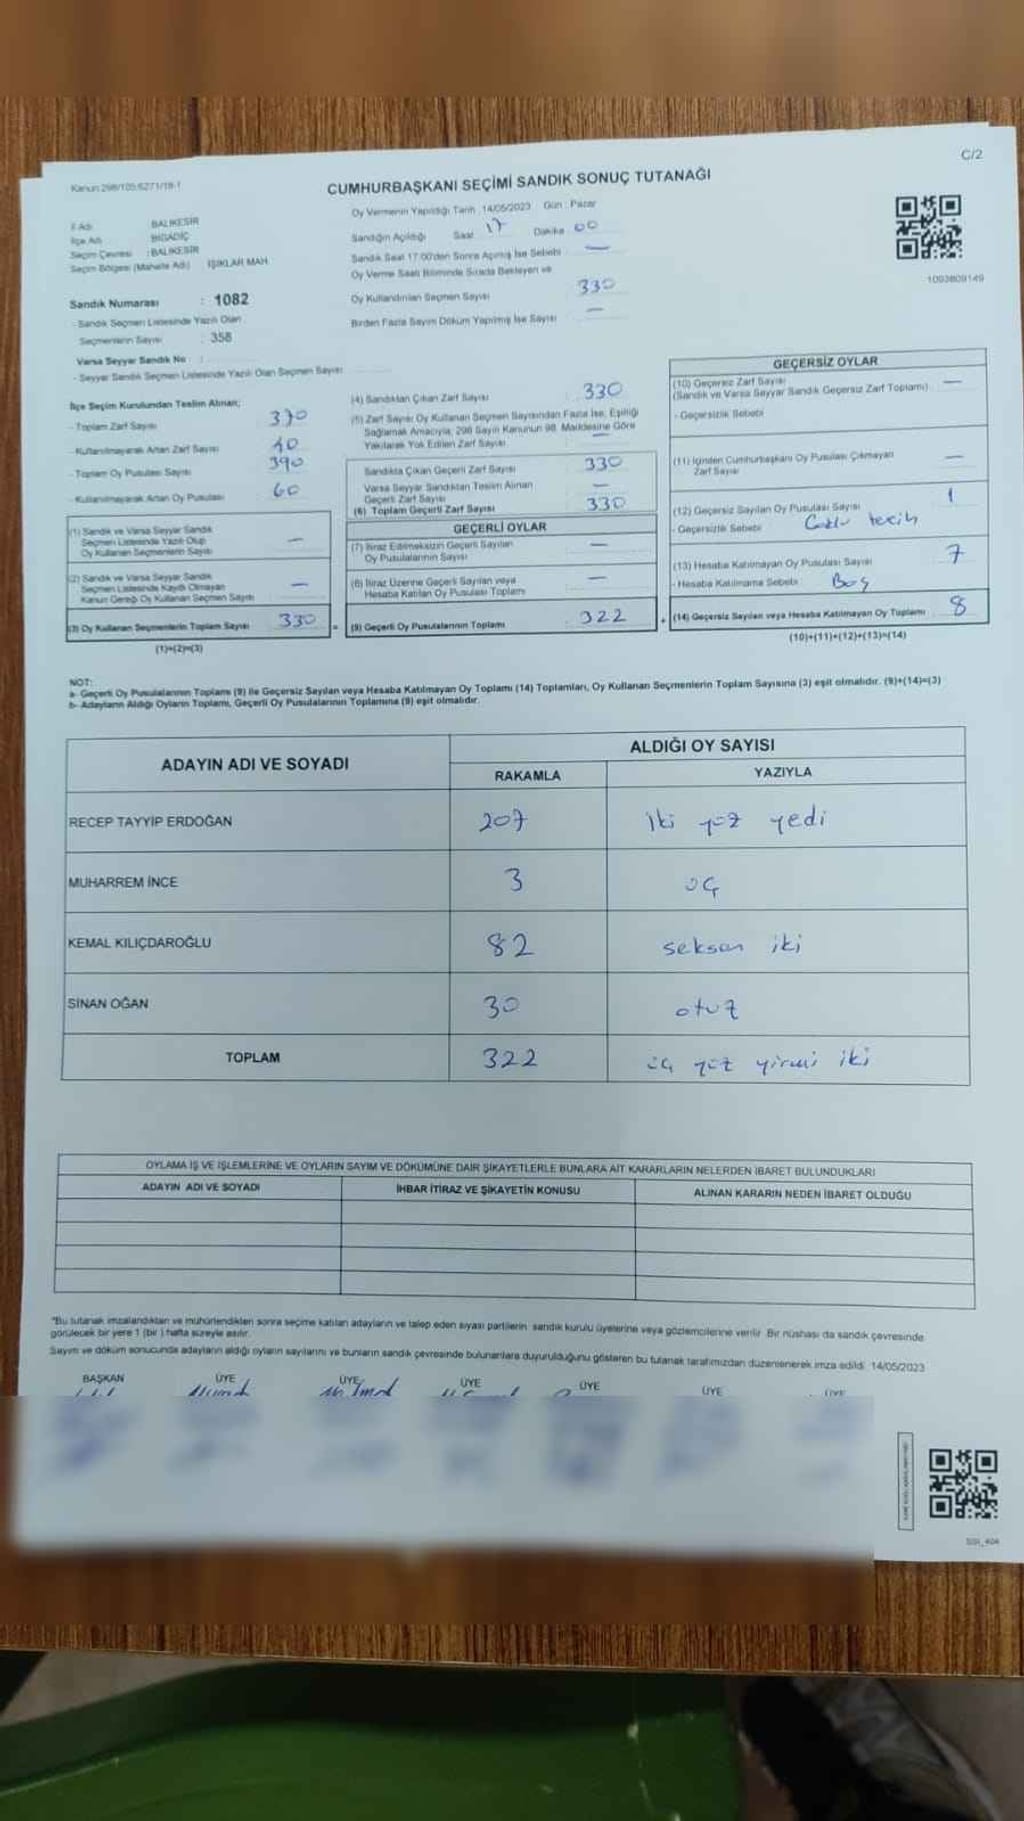 C/2
Kanun 298/105;6271/18-1
CUMHURBAŞKANI SEÇİMİ SANDIK SONUÇ TUTANAĞI
İl Adı : BALIKESİR
İlçe Adı : BİGADİÇ
Seçim Çevresi : BALIKESİR
Seçim Bölgesi (Mahalle Adı) : IŞIKLAR MAH.
Sandık Numarası : 1082
- Sandık Seçmen Listesinde Yazılı Olan
Seçmenlerin Sayısı : 358
Varsa Seyyar Sandık No :
- Seyyar Sandık Seçmen Listesinde Yazılı Olan Seçmen Sayısı
Oy Vermenin Yapıldığı Tarih :14/05/2023 Gün : Pazar
Sandığın Açıldığı Saat 17 Dakika 00
Sandık Saat 17:00'den Sonra Açılmış İse Sebebi —
Oy Verme Saati Bitiminde Sırada Bekleyen ve
Oy Kullandırılan Seçmen Sayısı 330
Birden Fazla Sayım Döküm Yapılmış İse Sayısı —
1093809149
İlçe Seçim Kurulundan Teslim Alınan;
- Toplam Zarf Sayısı 370
- Kullanılmayarak Artan Zarf Sayısı 40
- Toplam Oy Pusulası Sayısı 390
- Kullanılmayarak Artan Oy Pusulası 60
(1) Sandık ve Varsa Seyyar Sandık
Seçmen Listesinde Yazılı Olup
Oy Kullanan Seçmenlerin Sayısı —
(2) Sandık ve Varsa Seyyar Sandık
Seçmen Listesinde Kaydı Olmayan
Kanun Gereği Oy Kullanan Seçmen Sayısı —
(3) Oy Kullanan Seçmenlerin Toplam Sayısı 330 =
(1)+(2)=(3)
(4) Sandıktan Çıkan Zarf Sayısı 330
(5) Zarf Sayısı Oy Kullanan Seçmen Sayısından Fazla İse, Eşitliği
Sağlamak Amacıyla, 298 Sayılı Kanunun 98. Maddesine Göre
Yakılarak Yok Edilen Zarf Sayısı —
Sandıkta Çıkan Geçerli Zarf Sayısı 330
Varsa Seyyar Sandıktan Teslim Alınan
Geçerli Zarf Sayısı —
(6) Toplam Geçerli Zarf Sayısı 330
GEÇERLİ OYLAR
(7) İtiraz Edilmeksizin Geçerli Sayılan
Oy Pusulalarının Sayısı —
(8) İtiraz Üzerine Geçerli Sayılan veya
Hesaba Katılan Oy Pusulası Toplamı —
(9) Geçerli Oy Pusulalarının Toplamı 322 +
GEÇERSİZ OYLAR
(10) Geçersiz Zarf Sayısı
(Sandık ve Varsa Seyyar Sandık Geçersiz Zarf Toplamı) —
- Geçersizlik Sebebi
(11) İçinden Cumhurbaşkanı Oy Pusulası Çıkmayan
Zarf Sayısı —
(12) Geçersiz Sayılan Oy Pusulası Sayısı 1
- Geçersizlik Sebebi Çoklu tercih
(13) Hesaba Katılmayan Oy Pusulası Sayısı 7
- Hesaba Katılmama Sebebi Boş
(14) Geçersiz Sayılan veya Hesaba Katılmayan Oy Toplamı 8
(10)+(11)+(12)+(13)=(14)
NOT:
a- Geçerli Oy Pusulalarının Toplamı (9) ile Geçersiz Sayılan veya Hesaba Katılmayan Oy Toplamı (14) Toplamları, Oy Kullanan Seçmenlerin Toplam Sayısına (3) eşit olmalıdır. (9)+(14)=(3)
b- Adayların Aldığı Oyların Toplamı, Geçerli Oy Pusulalarının Toplamına (9) eşit olmalıdır.
ADAYIN ADI VE SOYADI
ALDIĞI OY SAYISI
RAKAMLA YAZIYLA
RECEP TAYYİP ERDOĞAN 207 iki yüz yedi
MUHARREM İNCE 3 üç
KEMAL KILIÇDAROĞLU 82 seksen iki
SİNAN OĞAN 30 otuz
TOPLAM 322 üç yüz yirmi iki
OYLAMA İŞ VE İŞLEMLERİNE VE OYLARIN SAYIM VE DÖKÜMÜNE DAİR ŞİKAYETLERLE BUNLARA AİT KARARLARIN NELERDEN İBARET BULUNDUKLARI
ADAYIN ADI VE SOYADI İHBAR İTİRAZ VE ŞİKAYETİN KONUSU ALINAN KARARIN NEDEN İBARET OLDUĞU
"Bu tutanak imzalandıktan ve mühürlendikten sonra seçime katılan adayların ve talep eden siyasi partilerin sandık kurulu üyelerine veya gözlemcilerine verilir. Bir nüshası da sandık çevresinde
görülecek bir yere 1 (bir ) hafta süreyle asılır.
Sayım ve döküm sonucunda adayların aldığı oyların sayılarını ve bunların sandık çevresinde bulunanlara duyurulduğunu gösteren bu tutanak tarafımızdan düzenlenerek imza edildi. 14/05/2023
BAŞKAN ÜYE ÜYE ÜYE ÜYE ÜYE ÜYE